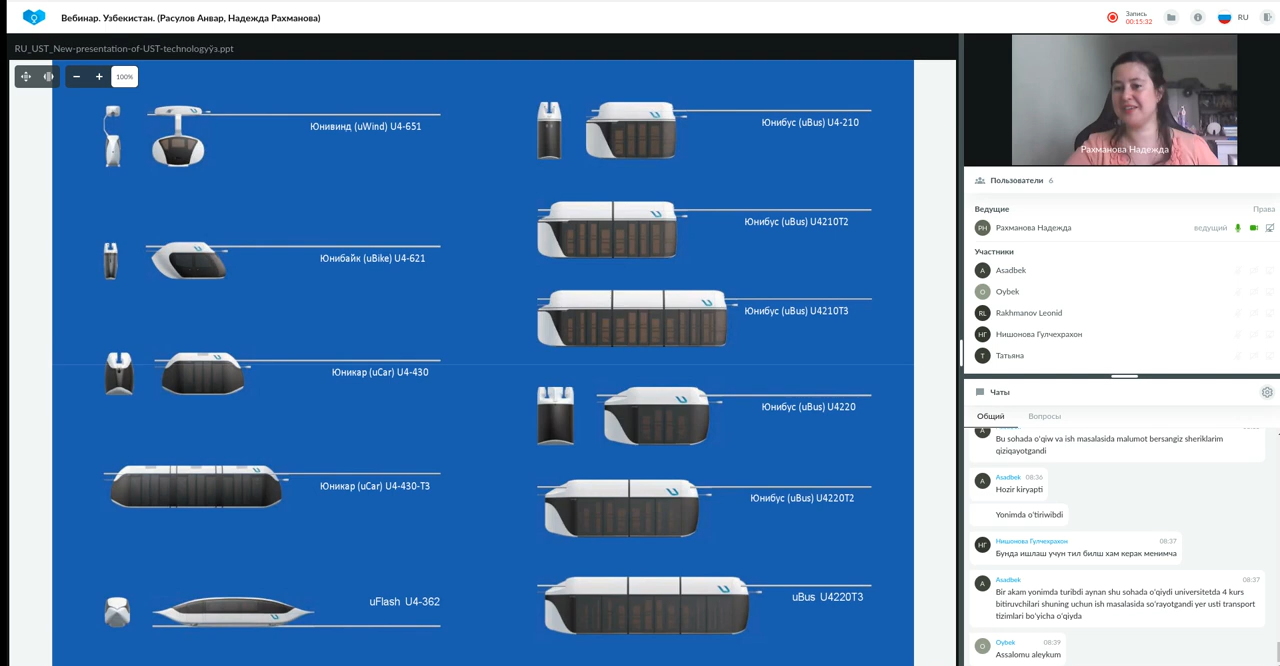 Вебинар. Узбекистан. (Расулов Анвар, Надежда Рахманова)
Запись
00:15:32
RU
RU_UST_New-presentation-of-UST-technologyўз.ppt
100%
Юнивинд (uWind) U4-651
Юнибайк (uBike) U4-621
Юникар (uCar) U4-430
Юникар (uCar) U4-430-T3
uFlash U4-362
Юнибус (uBus) U4-210
Юнибус (uBus) U4210T2
Юнибус (uBus) U4210T3
Юнибус (uBus) U4220
Юнибус (uBus) U4220T2
uBus U4220T3
Рахманова Надежда
Пользователи 6
Ведущие Права
РН Рахманова Надежда ведущий
Участники
A Asadbek
O Oybek
RL Rakhmanov Leonid
НГ Нишонова Гулчехрахон
Т Татьяна
Чаты
Общий Вопросы
A
Bu sohada o'qiw va ish masalasida malumot bersangiz sheriklarim
qiziqayotgandi
A Asadbek 08:36
Hozir kiryapti
Yonimda o'tiriwibdi
НГ Нишонова Гулчехрахон 08:37
Бунда ишлаш учун тил билш хам керак менимча
A Asadbek 08:37
Bir akam yonimda turibdi aynan shu sohada o'qiydi universitetda 4 kurs
bitiruvchilari shuning uchun ish masalasida so'rayotgandi yer usti transport
tizimlari bo'yicha o'qiyda
O Oybek 08:39
Assalomu aleykum